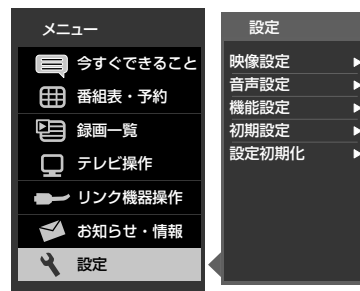 メニュー
今すぐできること
番組表・予約
録画一覧
テレビ操作
リンク機器操作
お知らせ・情報
設定
設定
映像設定
音声設定
機能設定
初期設定
設定初期化